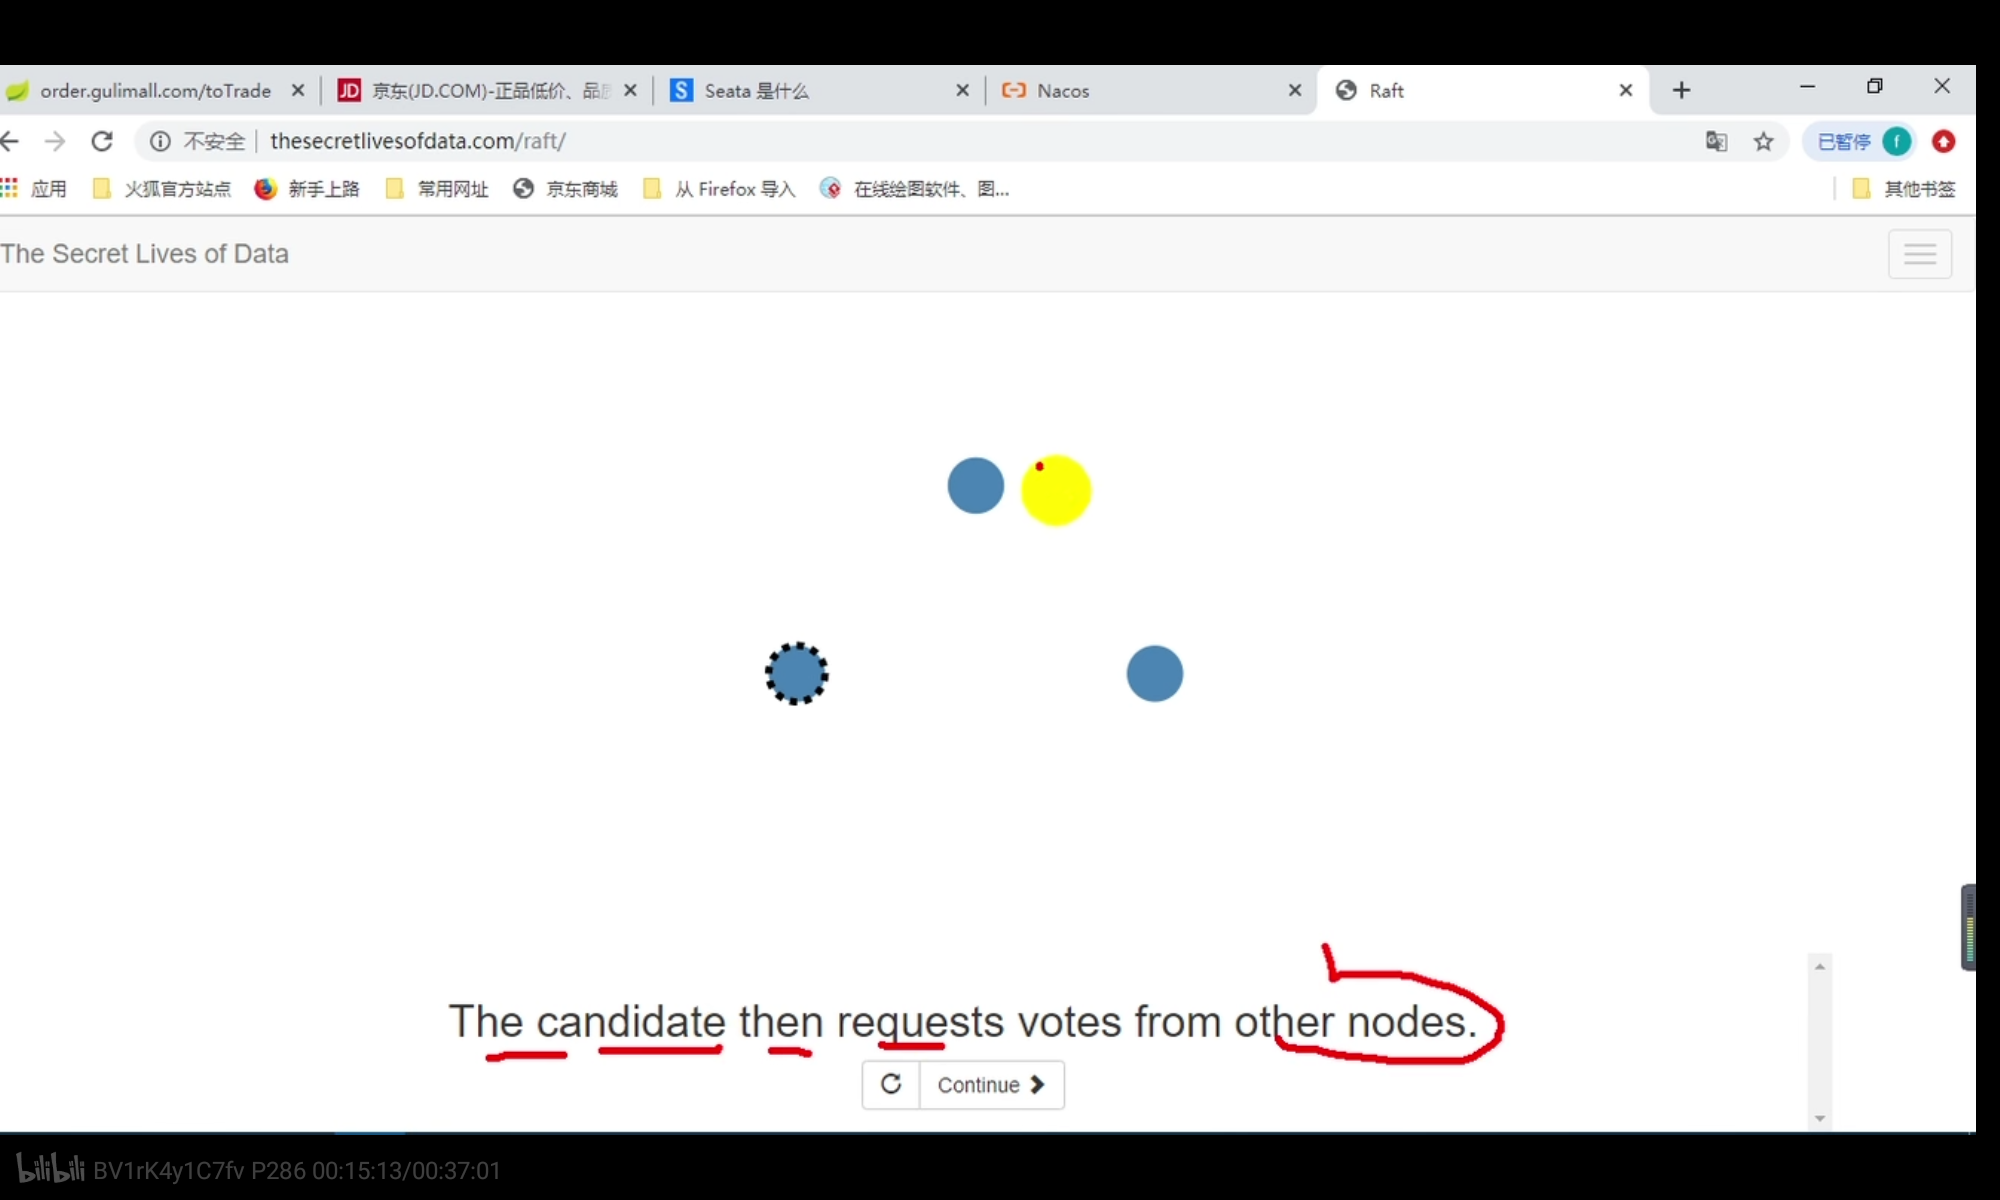 order.gulimall.com/toTrade
JD 京东(JD.COM)-正品低价、品
S Seata 是什么
Nacos
Raft
不安全 thesecretlivesofdata.com/raft/
已暂停 f
应用 火狐官方站点 新手上路 常用网址 京东商城 从 Firefox 导入 在线绘图软件、图... 其他书签
The Secret Lives of Data
The candidate then requests votes from other nodes.
Continue
bilibili BV1rK4y1C7fv P286 00:15:13/00:37:01